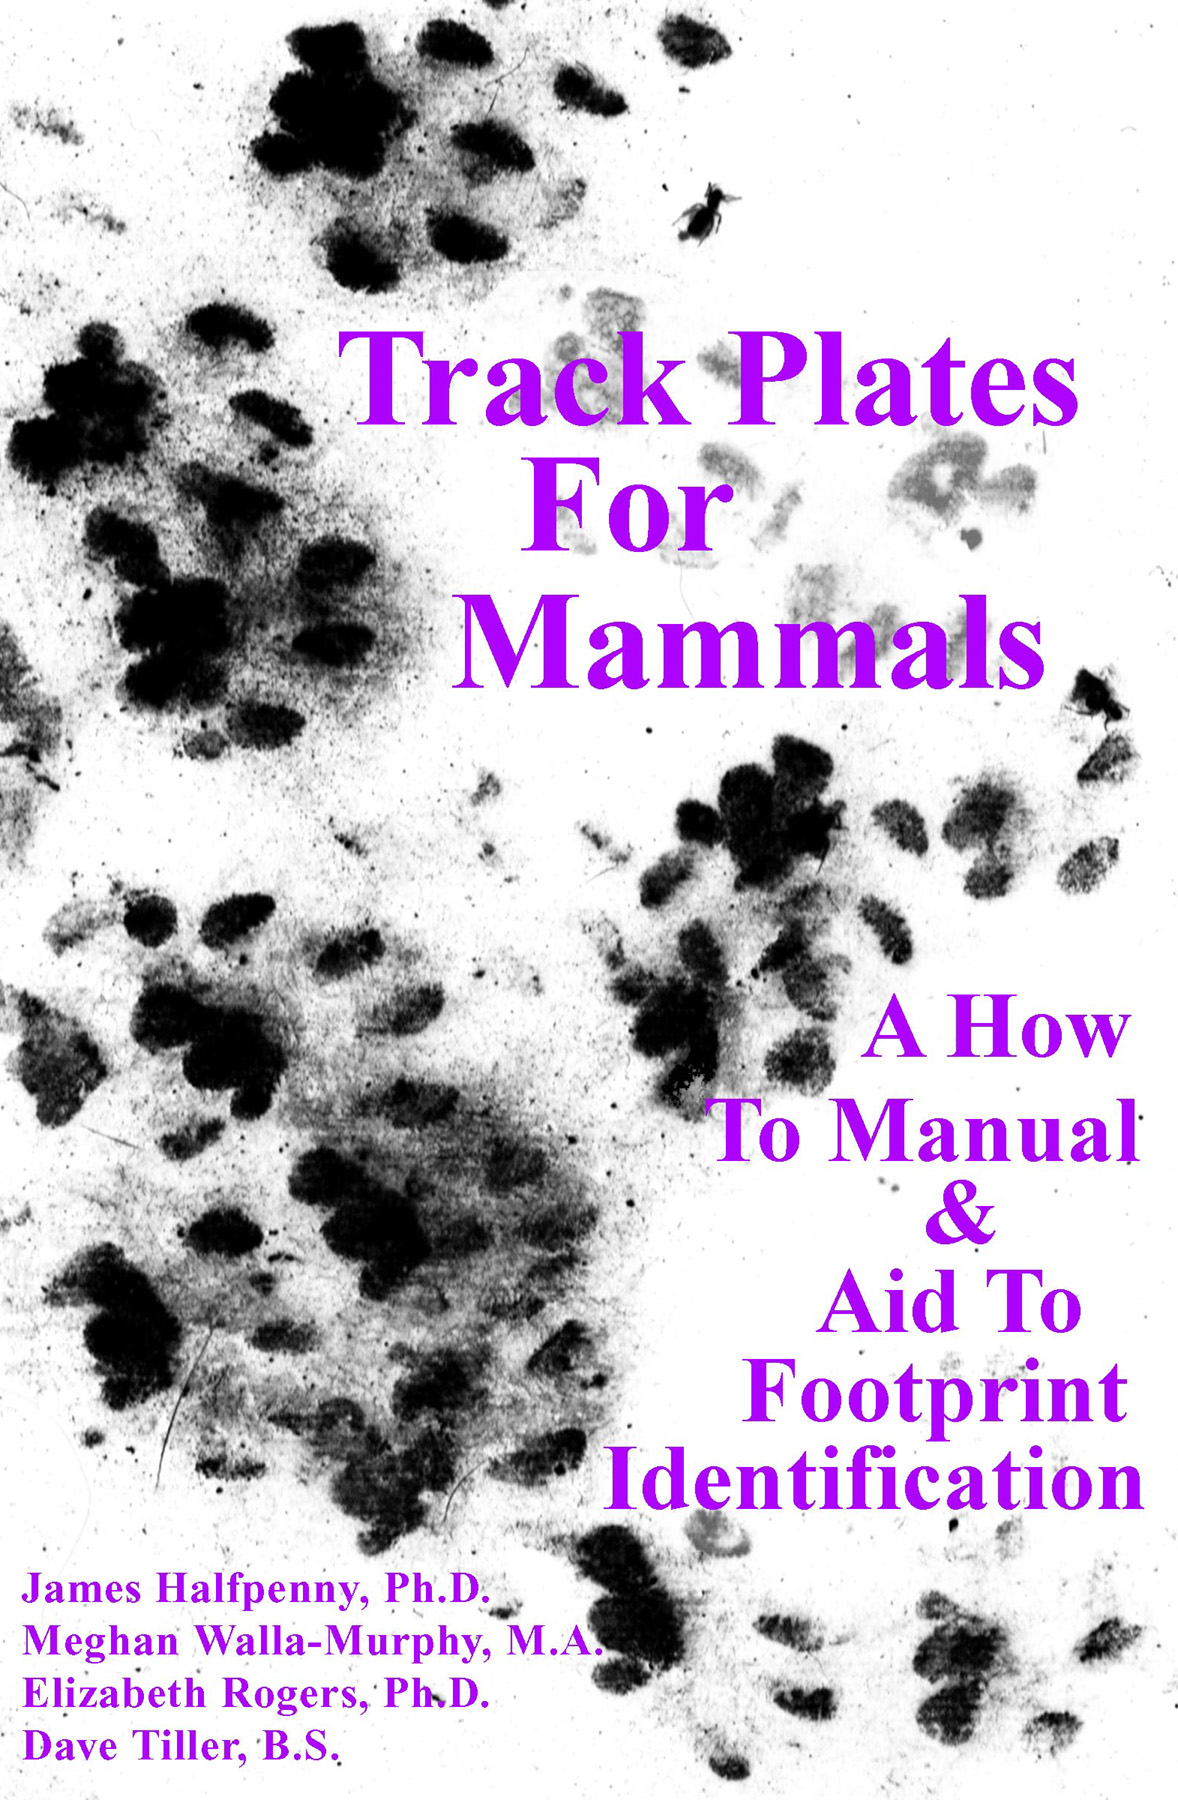 Track Plates
For
Mammals
A How
To Manual
&
Aid To
Footprint
Identification
James Halfpenny, Ph.D.
Meghan Walla-Murphy, M.A.
Elizabeth Rogers, Ph.D.
Dave Tiller, B.S.